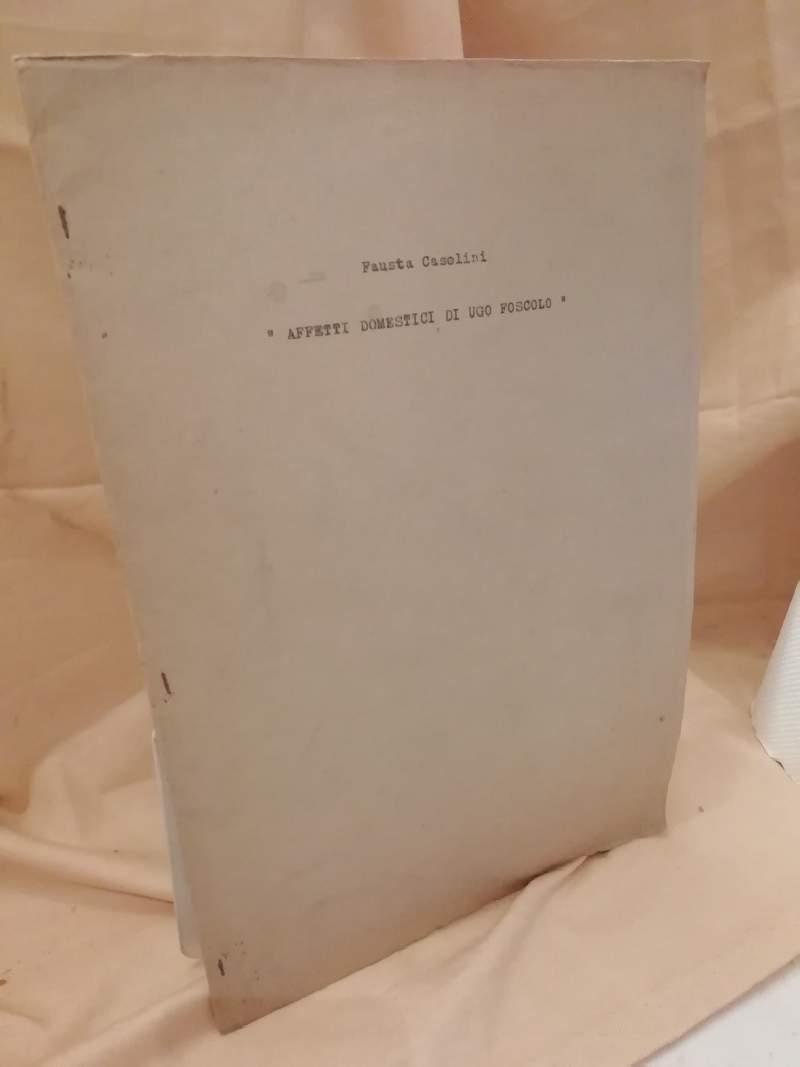 Fausta Casolini
" AFFETTI DOMESTICI DI UGO FOSCOLO "